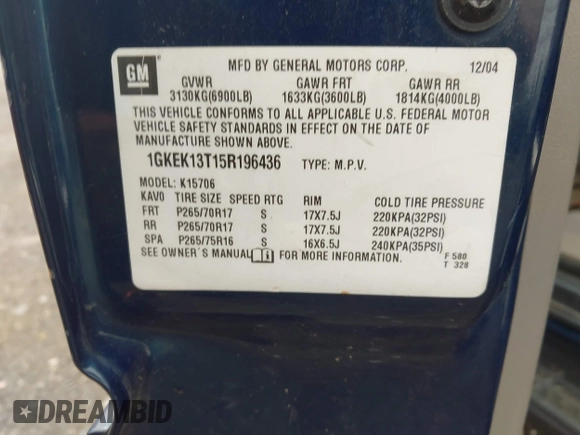 GM
MFD BY GENERAL MOTORS CORP. 12/04
GVWR GAWR FRT GAWR RR
3130KG(6900LB) 1633KG(3600LB) 1814KG(4000LB)
THIS VEHICLE CONFORMS TO ALL APPLICABLE U.S. FEDERAL MOTOR
VEHICLE SAFETY STANDARDS IN EFFECT ON THE DATE OF
MANUFACTURE SHOWN ABOVE.
1GKEK13T15R196436 TYPE: M.P.V.
MODEL: K15706
KAVO TIRE SIZE SPEED RTG RIM COLD TIRE PRESSURE
FRT P265/70R17 S 17X7.5J 220KPA(32PSI)
RR P265/70R17 S 17X7.5J 220KPA(32PSI)
SPA P265/75R16 S 16X6.5J 240KPA(35PSI)
SEE OWNER'S MANUAL FOR MORE INFORMATION.
F 580
T 328
DREAMBID